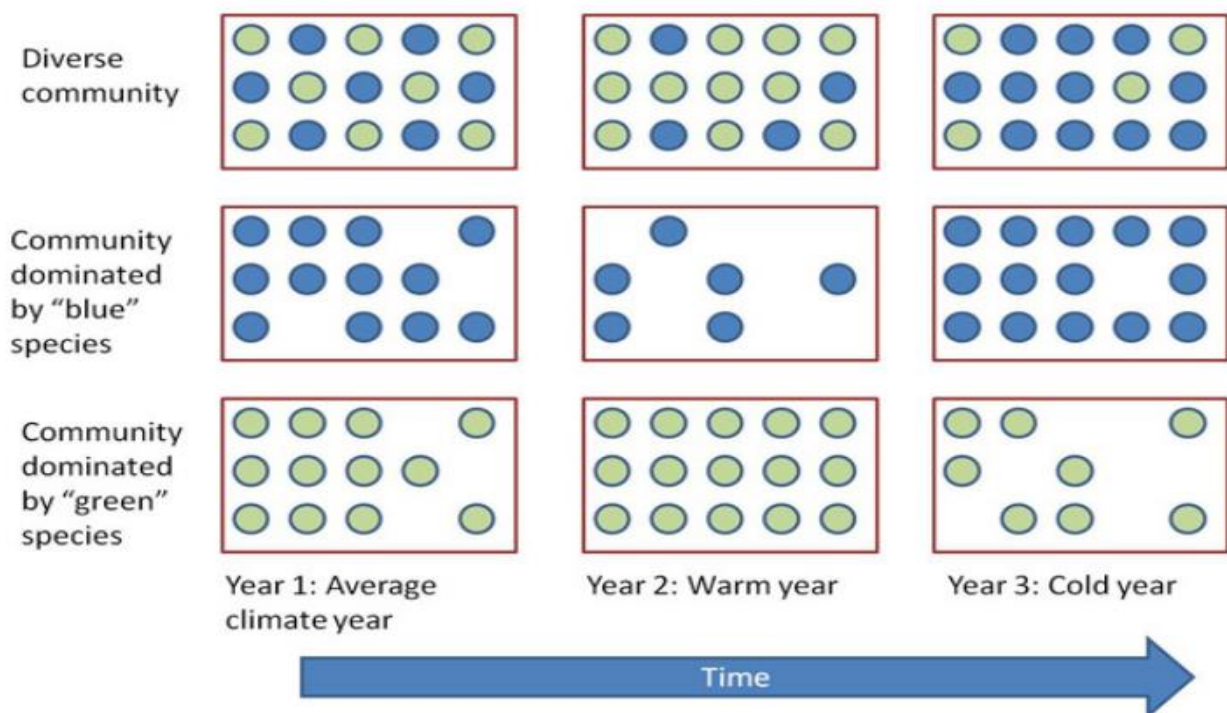 Diverse
community
Community
dominated
by “blue”
species
Community
dominated
by “green”
species
Year 1: Average
climate year
Year 2: Warm year
Year 3: Cold year
Time